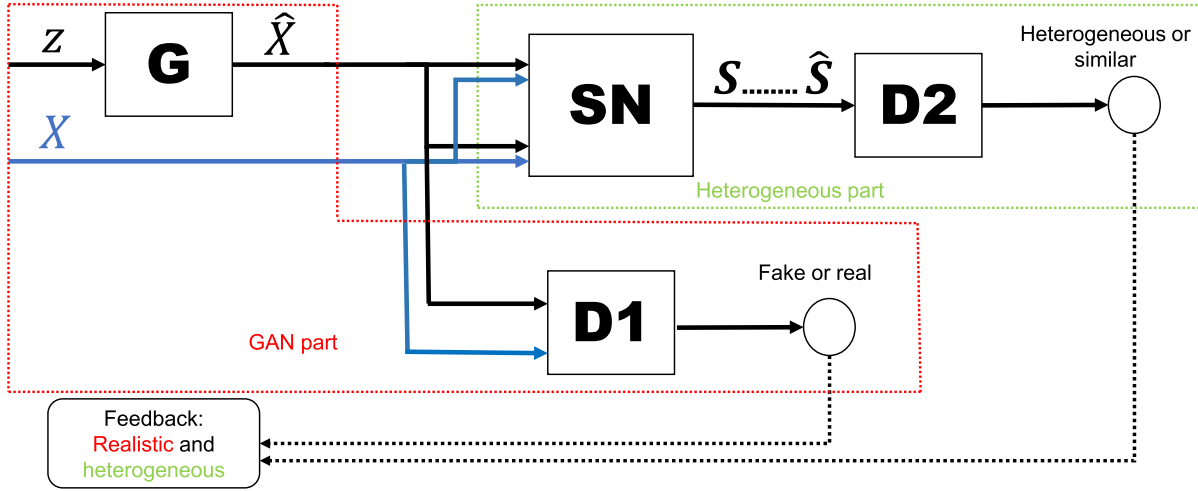 z
G
X̂
X
SN
S........ Ŝ
D2
Heterogeneous or
similar
Heterogeneous part
D1
Fake or real
GAN part
Feedback:
Realistic and
heterogeneous